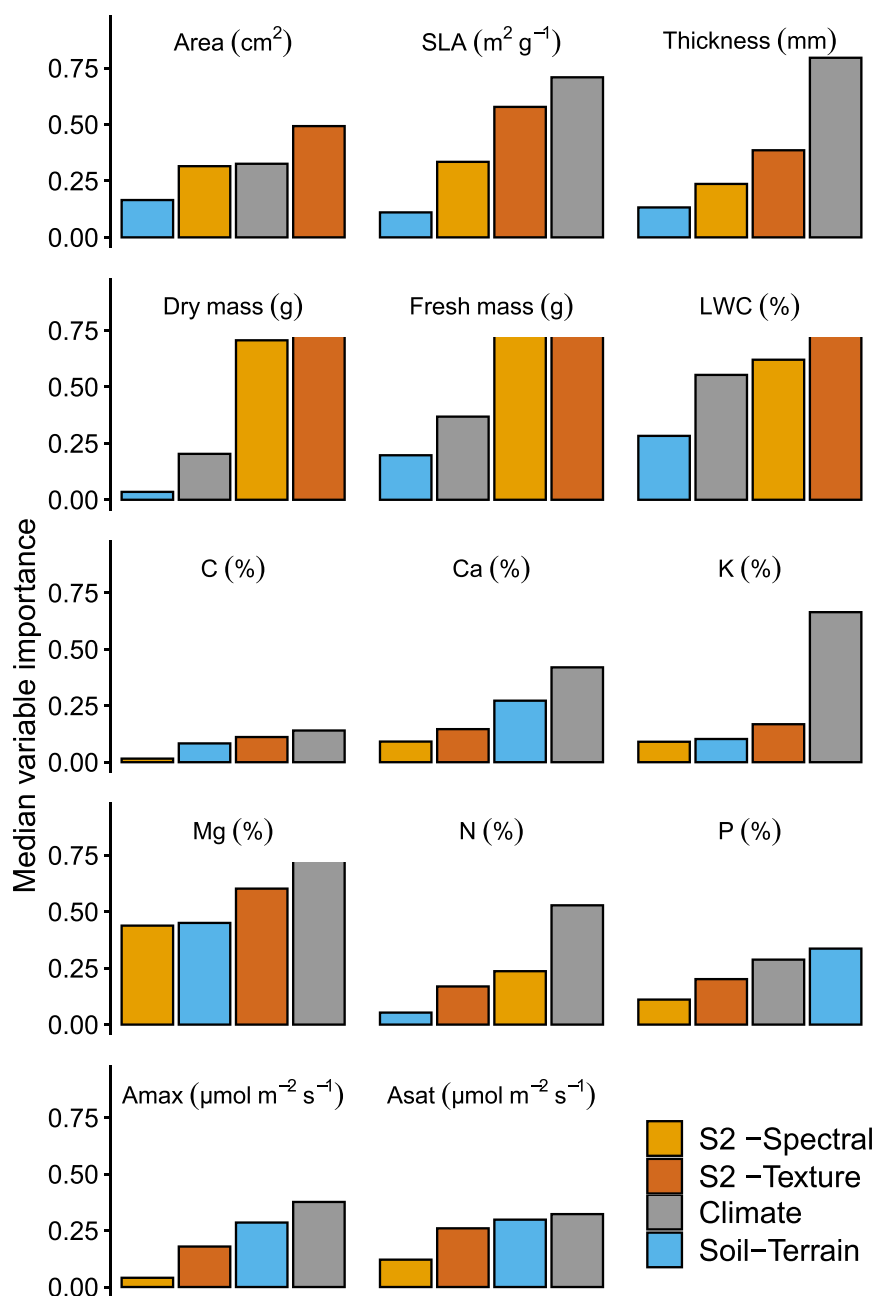 Median variable importance
Area (cm²) SLA (m² g⁻¹) Thickness (mm)
0.75
0.50
0.25
0.00
Dry mass (g) Fresh mass (g) LWC (%)
0.75
0.50
0.25
0.00
C (%) Ca (%) K (%)
0.75
0.50
0.25
0.00
Mg (%) N (%) P (%)
0.75
0.50
0.25
0.00
Amax (μmol m⁻² s⁻¹) Asat (μmol m⁻² s⁻¹)
0.75
0.50
0.25
0.00
S2 −Spectral
S2 −Texture
Climate
Soil−Terrain